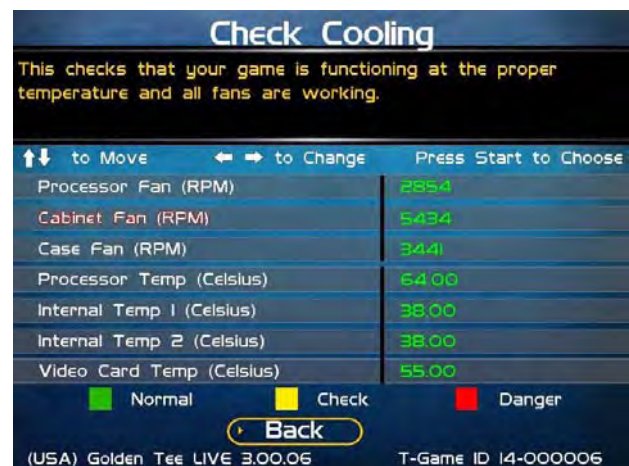 Check Cooling
This checks that your game is functioning at the proper
temperature and all fans are working.
to Move to Change Press Start to Choose
Processor Fan (RPM) 2854
Cabinet Fan (RPM) 5434
Case Fan (RPM) 3441
Processor Temp (Celsius) 64.00
Internal Temp 1 (Celsius) 38.00
Internal Temp 2 (Celsius) 38.00
Video Card Temp (Celsius) 55.00
Normal Check Danger
Back
(USA) Golden Tee LIVE 3.00.06 T-Game ID 14-000006